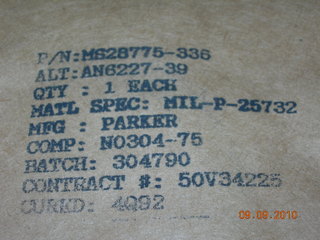 P/N:MS28775-336
ALT:AN6227-39
QTY : 1 EACH
MATL SPEC: MIL-P-25732
MFG : PARKER
COMP: N0304-75
BATCH: 304790
CONTRACT #: 50V34225
CURED: 4Q92
09.09.2010